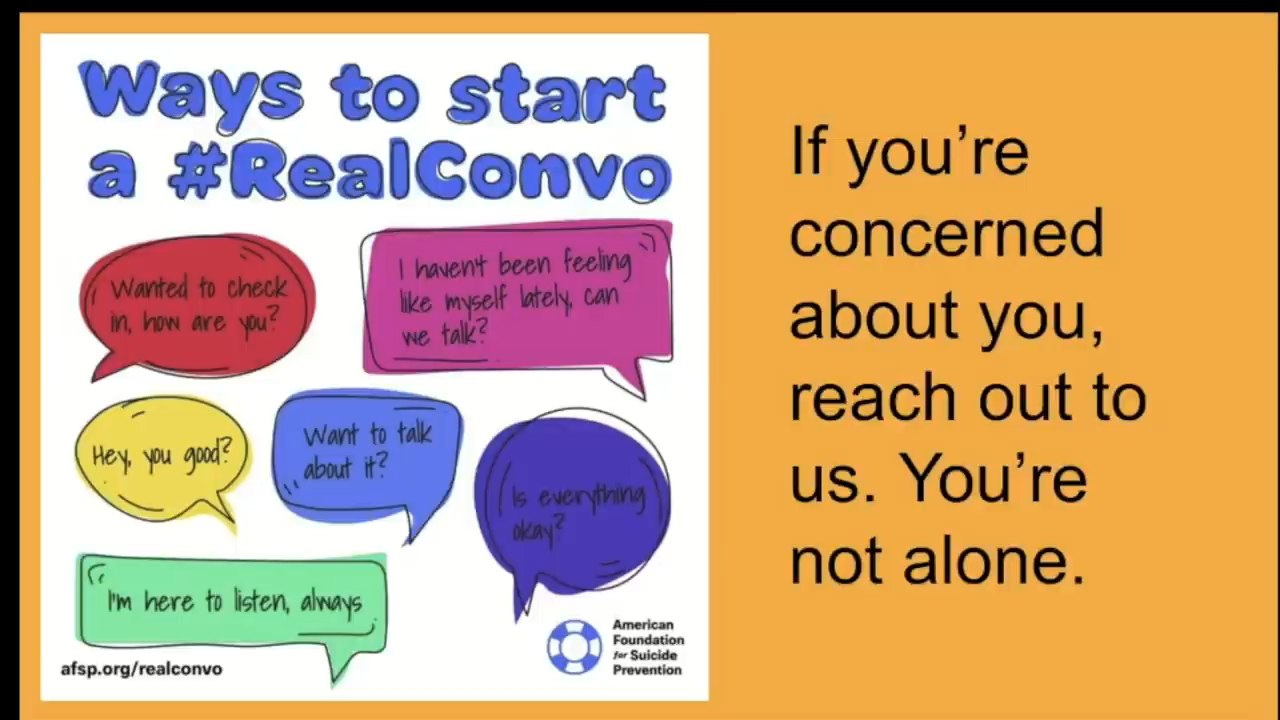 Ways to start
a #RealConvo
Wanted to check
in, how are you?
I haven't been feeling
like myself lately, can
we talk?
Hey, you good?
Want to talk
about it?
Is everything
okay?
I'm here to listen, always
afsp.org/realconvo
American
Foundation
for Suicide
Prevention
If you’re
concerned
about you,
reach out to
us. You’re
not alone.